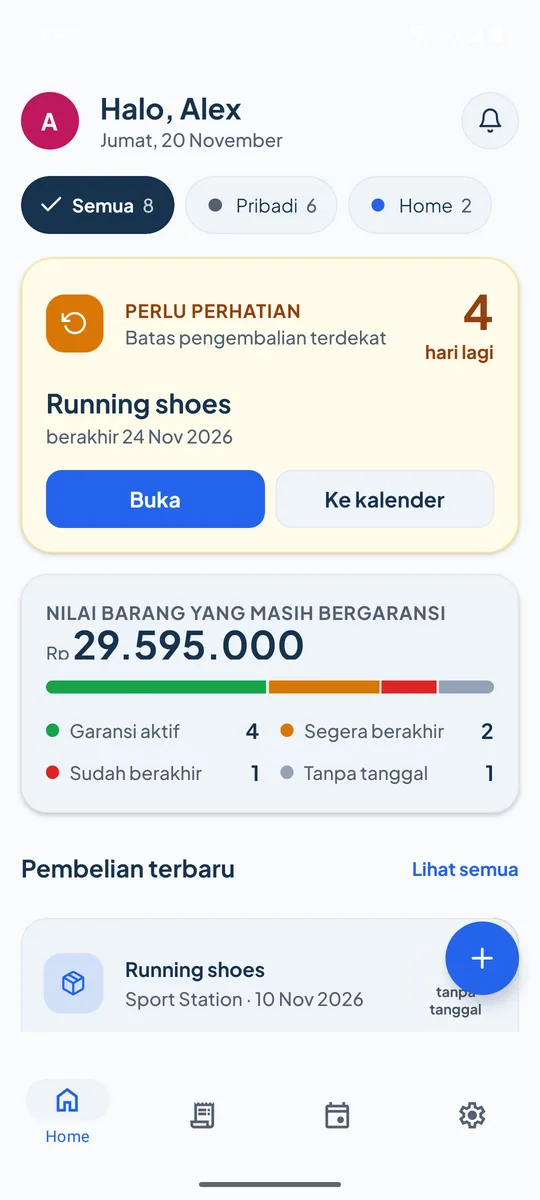 A
Halo, Alex
Jumat, 20 November
Semua 8
Pribadi 6
Home 2
PERLU PERHATIAN
Batas pengembalian terdekat
4
hari lagi
Running shoes
berakhir 24 Nov 2026
Buka
Ke kalender
NILAI BARANG YANG MASIH BERGARANSI
Rp 29.595.000
Garansi aktif 4
Segera berakhir 2
Sudah berakhir 1
Tanpa tanggal 1
Pembelian terbaru
Lihat semua
Running shoes
Sport Station · 10 Nov 2026
tanpa
tanggal
Home